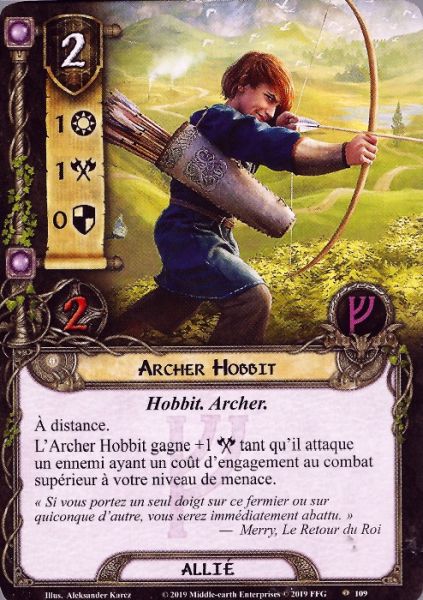 2
1
1
0
2
ARCHER HOBBIT
Hobbit. Archer.
À distance.
L'Archer Hobbit gagne +1 tant qu'il attaque
un ennemi ayant un coût d'engagement au combat
supérieur à votre niveau de menace.
« Si vous portez un seul doigt sur ce fermier ou sur
quiconque d'autre, vous serez immédiatement abattu. »
— Merry, Le Retour du Roi
ALLIÉ
Illus. Aleksander Karcz © 2019 Middle-earth Enterprises © 2019 FFG 109